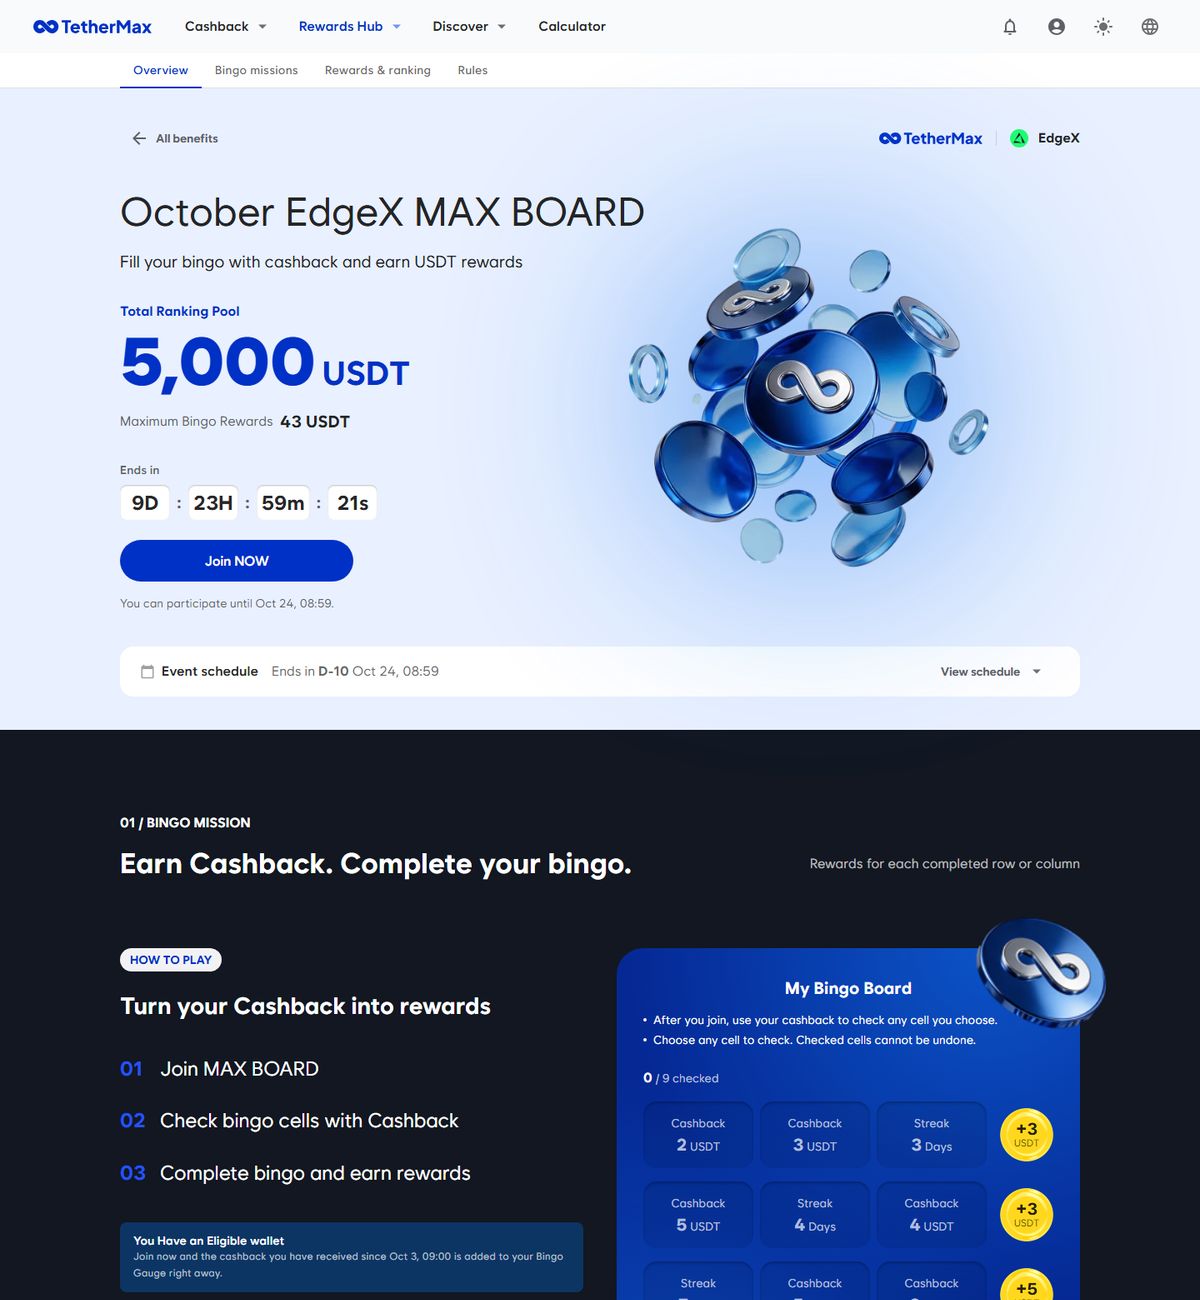 TetherMax
Cashback
Rewards Hub
Discover
Calculator
Overview
Bingo missions
Rewards & ranking
Rules
All benefits
TetherMax
EdgeX
October EdgeX MAX BOARD
Fill your bingo with cashback and earn USDT rewards
Total Ranking Pool
5,000 USDT
Maximum Bingo Rewards 43 USDT
Ends in
9D : 23H : 59m : 21s
Join NOW
You can participate until Oct 24, 08:59.
Event schedule Ends in D-10 Oct 24, 08:59
View schedule
01 / BINGO MISSION
Earn Cashback. Complete your bingo.
Rewards for each completed row or column
HOW TO PLAY
Turn your Cashback into rewards
01 Join MAX BOARD
02 Check bingo cells with Cashback
03 Complete bingo and earn rewards
You Have an Eligible wallet
Join now and the cashback you have received since Oct 3, 09:00 is added to your Bingo
Gauge right away.
My Bingo Board
• After you join, use your cashback to check any cell you choose.
• Choose any cell to check. Checked cells cannot be undone.
0 / 9 checked
Cashback
2 USDT
Cashback
3 USDT
Streak
3 Days
+3
USDT
Cashback
5 USDT
Streak
4 Days
Cashback
4 USDT
+3
USDT
Streak
Cashback
Cashback
+5